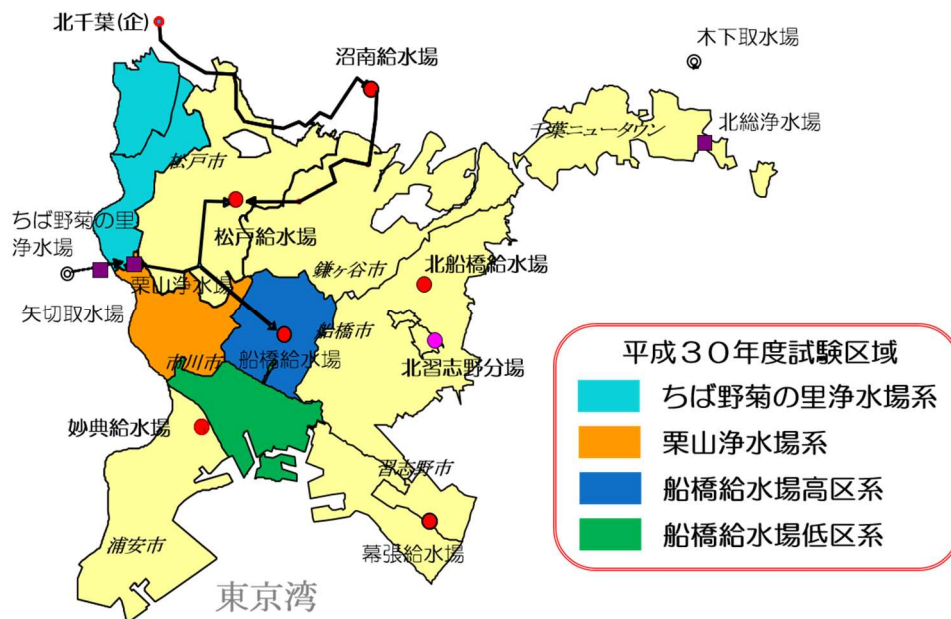 北千葉(企)
木下取水場
沼南給水場
北総浄水場
千葉ニュータウン
松戸市
ちば野菊の里
浄水場
松戸給水場
鎌ヶ谷市
北船橋給水場
栗山浄水場
矢切取水場
船橋市
船橋給水場
市川市
北習志野分場
妙典給水場
習志野市
幕張給水場
浦安市
東京湾
平成30年度試験区域
ちば野菊の里浄水場系
栗山浄水場系
船橋給水場高区系
船橋給水場低区系